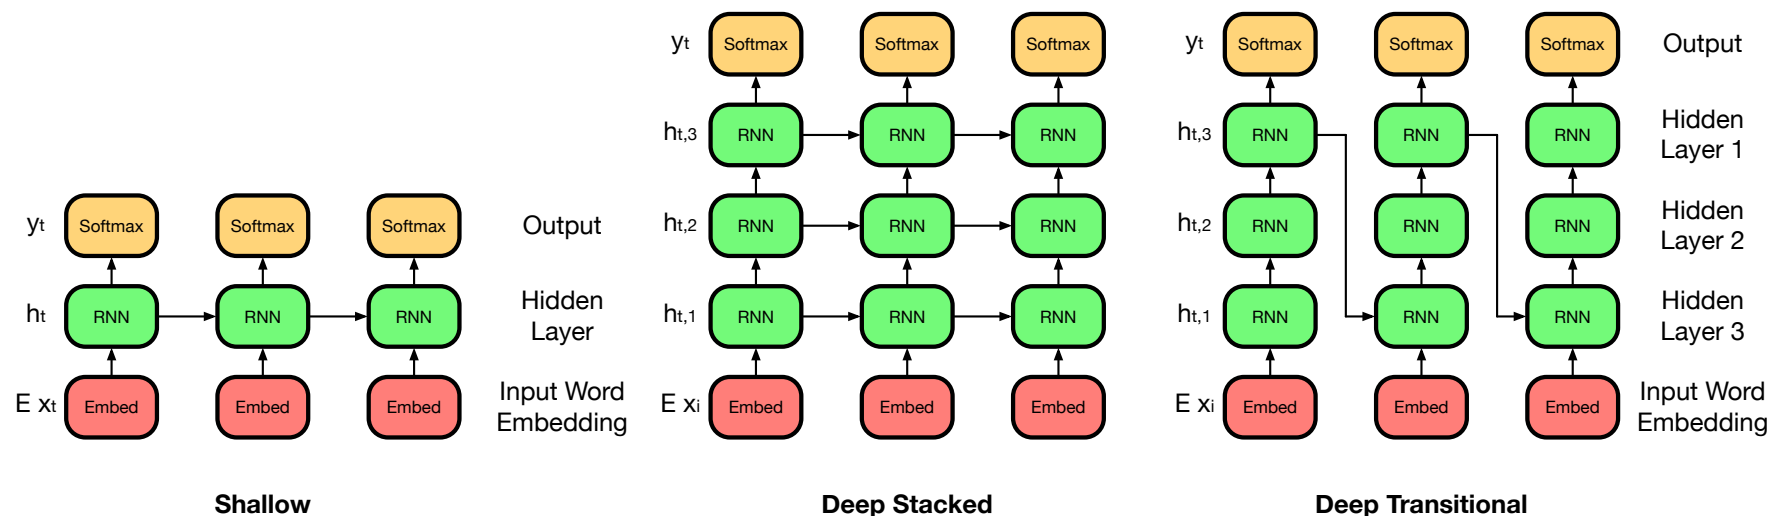 yt Softmax Softmax Softmax Output
ht RNN RNN RNN Hidden
Layer
E xt Embed Embed Embed Input Word
Embedding
Shallow
yt Softmax Softmax Softmax
ht,3 RNN RNN RNN
ht,2 RNN RNN RNN
ht,1 RNN RNN RNN
E xi Embed Embed Embed
Deep Stacked
yt Softmax Softmax Softmax Output
ht,3 RNN RNN RNN Hidden
Layer 1
ht,2 RNN RNN RNN Hidden
Layer 2
ht,1 RNN RNN RNN Hidden
Layer 3
E xi Embed Embed Embed Input Word
Embedding
Deep Transitional